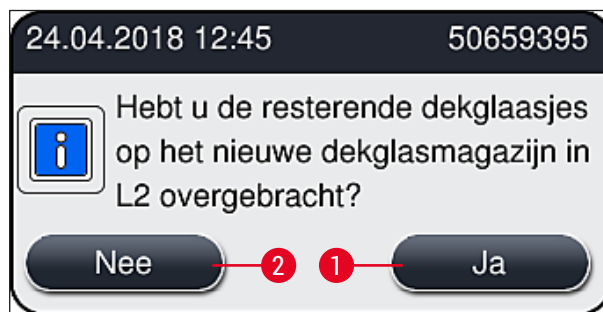 24.04.2018 12:45 50659395
Hebt u de resterende dekglaasjes
op het nieuwe dekglasmagazijn in
L2 overgebracht?
Nee 2 1 Ja